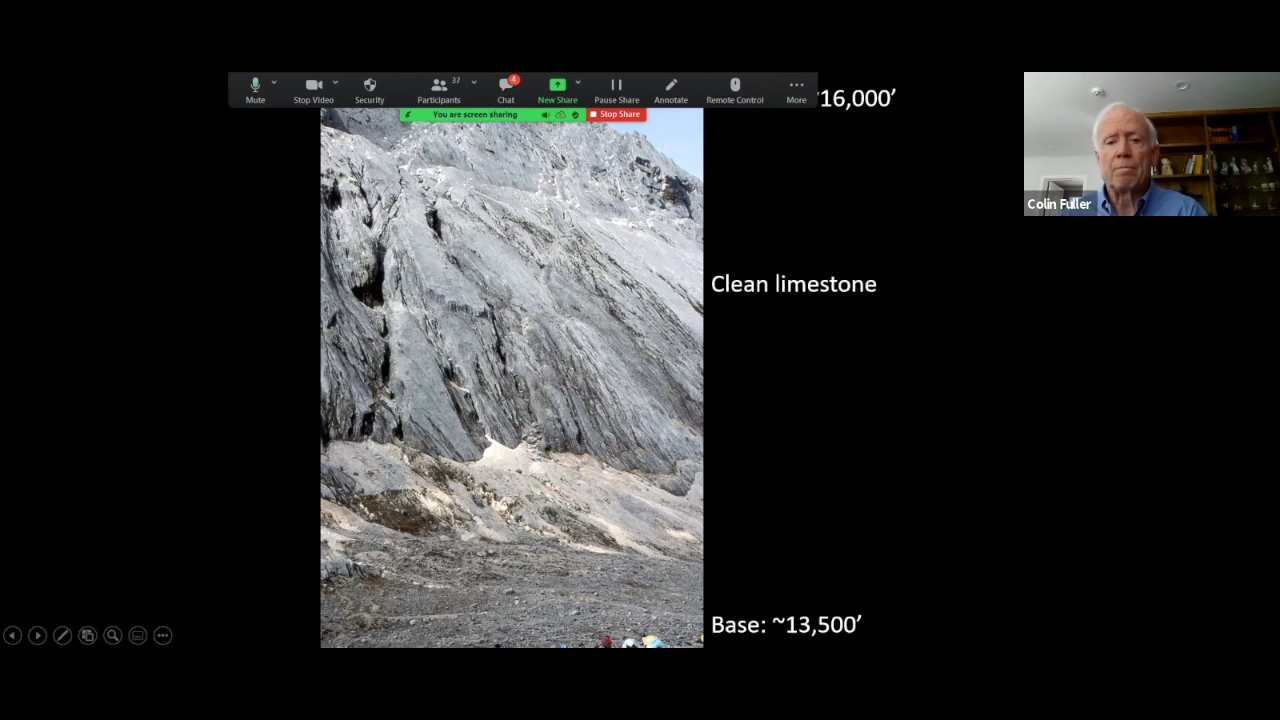 37
4
Mute
Stop Video
Security
Participants
Chat
New Share
Pause Share
Annotate
Remote Control
More
16,000’
You are screen sharing
Stop Share
Colin Fuller
Clean limestone
Base: ~13,500’